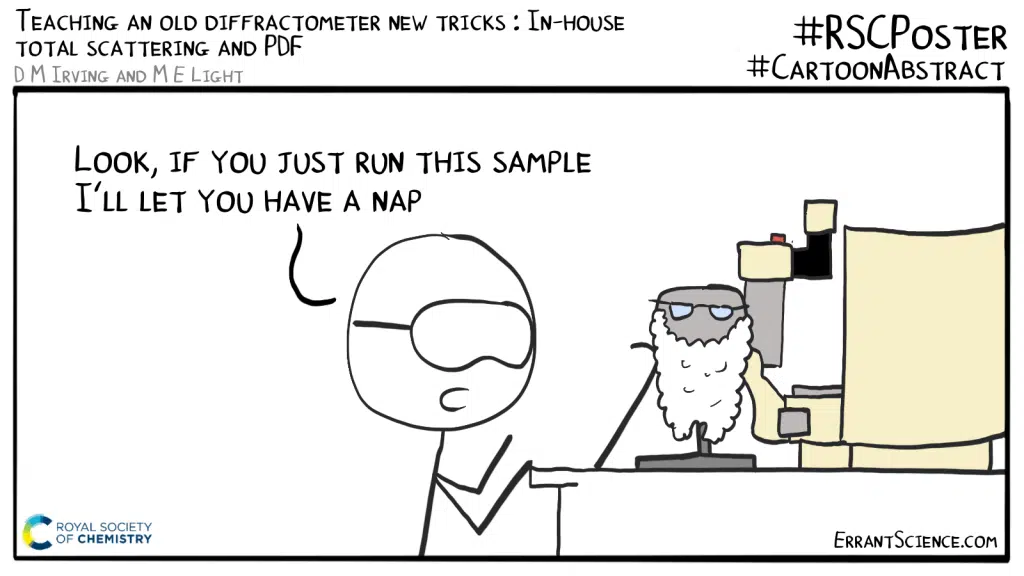 Teaching an old diffractometer new tricks: In-house
total scattering and PDF
D M Irving and M E Light
#RSCPoster
#CartoonAbstract
Look, if you just run this sample
I'll let you have a nap
ROYAL SOCIETY
OF CHEMISTRY
ErrantScience.com